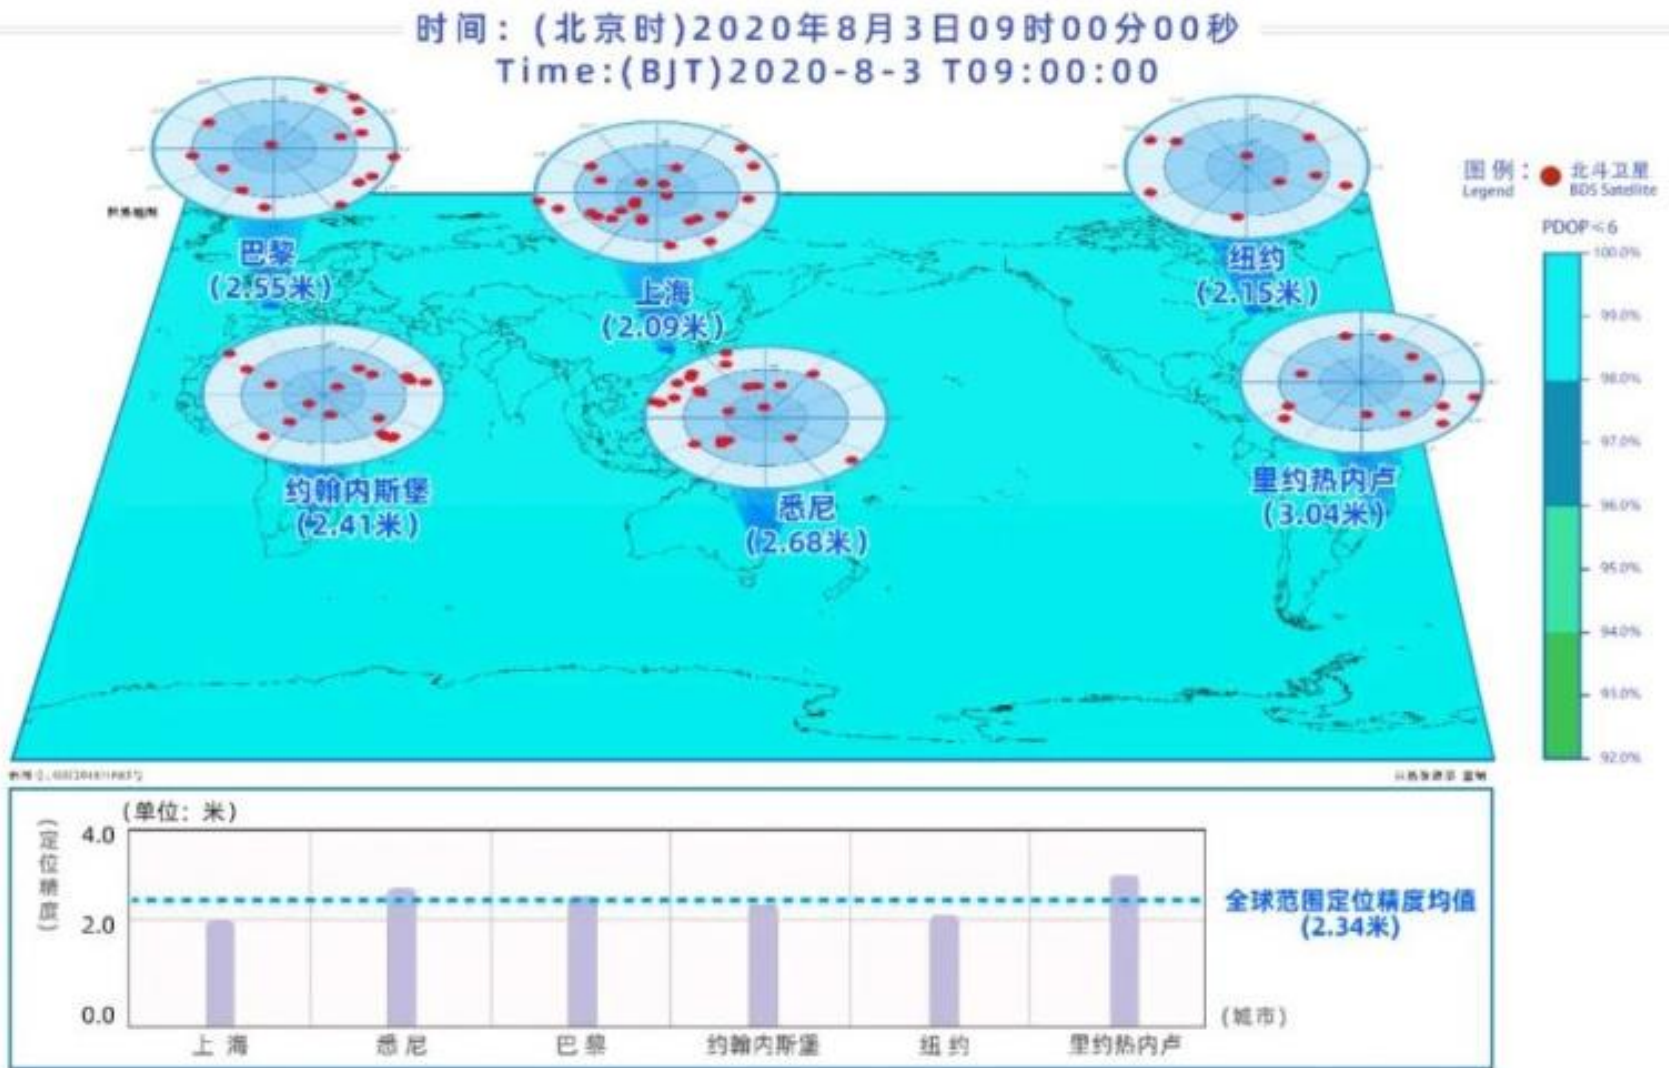 时间：(北京时)2020年8月3日09时00分00秒
Time:(BJT)2020-8-3 T09:00:00
图例：
Legend
北斗卫星
BDS Satellite
PDOP≤6
100.0%
99.0%
98.0%
97.0%
96.0%
95.0%
94.0%
93.0%
92.0%
巴黎
(2.55米)
上海
(2.09米)
纽约
(2.15米)
约翰内斯堡
(2.41米)
悉尼
(2.68米)
里约热内卢
(3.04米)
(单位：米)
(定位精度)
4.0
2.0
0.0
全球范围定位精度均值
(2.34米)
(城市)
上海
悉尼
巴黎
约翰内斯堡
纽约
里约热内卢